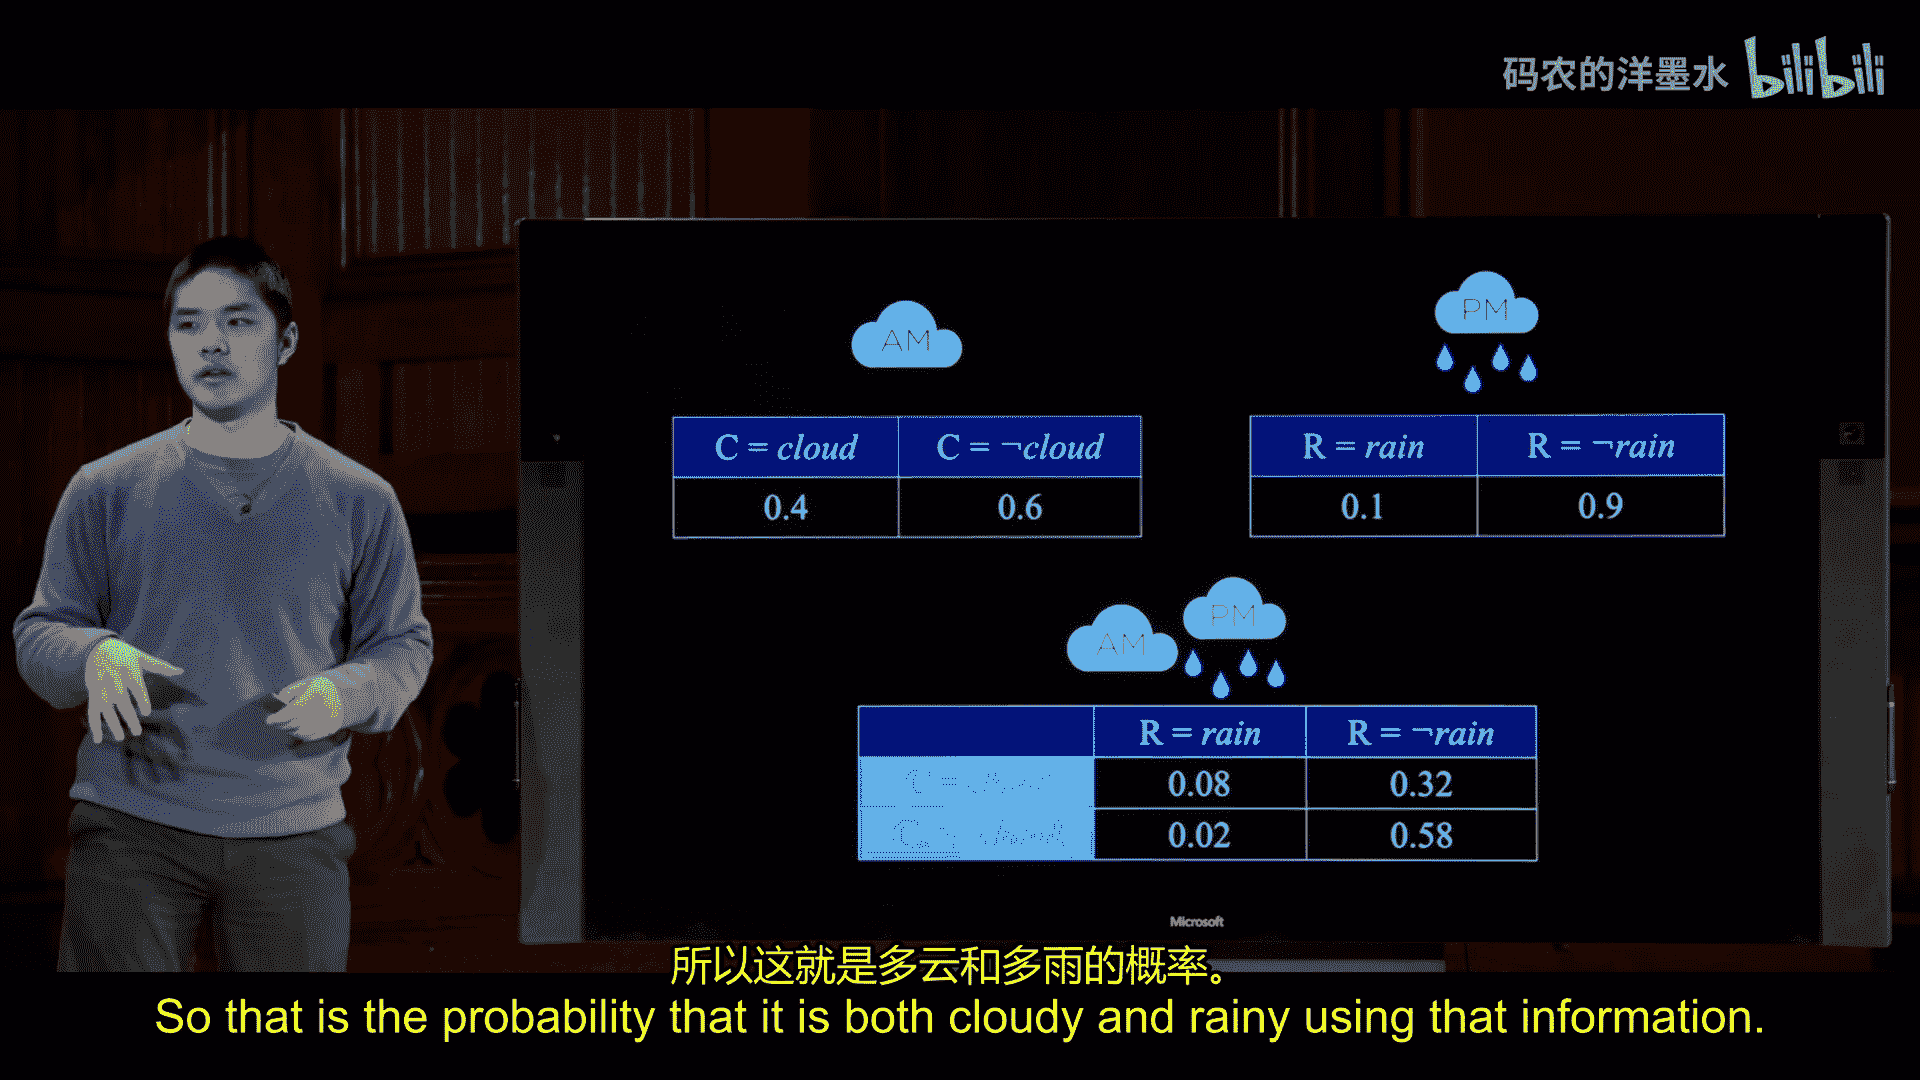 码农的洋墨水 bilibili
AM
PM
C = cloud C = ¬cloud
0.4 0.6
R = rain R = ¬rain
0.1 0.9
AM PM
R = rain R = ¬rain
0.08 0.32
0.02 0.58
Microsoft
所以这就是多云和多雨的概率。
So that is the probability that it is both cloudy and rainy using that information.